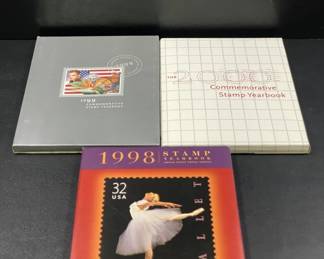 1999
COMMEMORATIVE
STAMP YEARBOOK
THE
2000
Commemorative
Stamp Yearbook
1998 STAMP
YEARBOOK
32
USA
BALLET